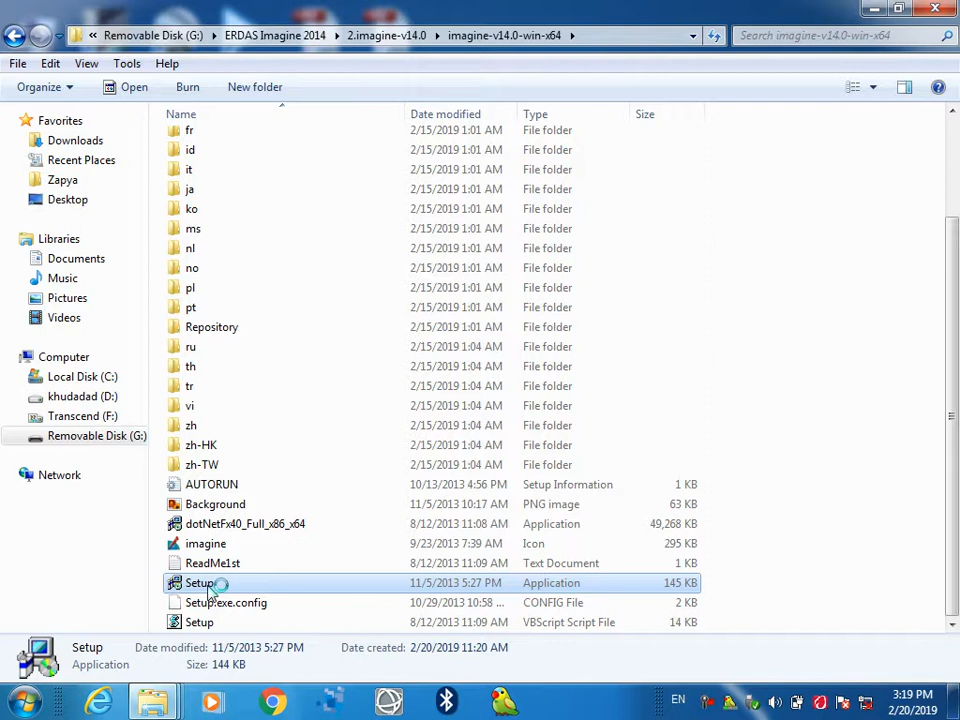 « Removable Disk (G:) ERDAS Imagine 2014 2.imagine-v14.0 imagine-v14.0-win-x64
Search imagine-v14.0-win-x64
File Edit View Tools Help
Organize Open Burn New folder
Name Date modified Type Size
Favorites
Downloads
Recent Places
Zapya
Desktop
Libraries
Documents
Music
Pictures
Videos
Computer
Local Disk (C:)
khudadad (D:)
Transcend (F:)
Removable Disk (G:)
Network
fr 2/15/2019 1:01 AM File folder
id 2/15/2019 1:01 AM File folder
it 2/15/2019 1:01 AM File folder
ja 2/15/2019 1:01 AM File folder
ko 2/15/2019 1:01 AM File folder
ms 2/15/2019 1:01 AM File folder
nl 2/15/2019 1:01 AM File folder
no 2/15/2019 1:01 AM File folder
pl 2/15/2019 1:01 AM File folder
pt 2/15/2019 1:01 AM File folder
Repository 2/15/2019 1:01 AM File folder
ru 2/15/2019 1:04 AM File folder
th 2/15/2019 1:04 AM File folder
tr 2/15/2019 1:04 AM File folder
vi 2/15/2019 1:04 AM File folder
zh 2/15/2019 1:04 AM File folder
zh-HK 2/15/2019 1:04 AM File folder
zh-TW 2/15/2019 1:04 AM File folder
AUTORUN 10/13/2013 4:56 PM Setup Information 1 KB
Background 11/5/2013 10:17 AM PNG image 63 KB
dotNetFx40_Full_x86_x64 8/12/2013 11:08 AM Application 49,268 KB
imagine 9/23/2013 7:39 PM Icon 295 KB
ReadMe1st 8/12/2013 11:09 AM Text Document 1 KB
Setup 11/5/2013 5:27 PM Application 145 KB
Setup.exe.config 10/29/2013 10:58 ... CONFIG File 2 KB
Setup 8/12/2013 11:09 AM VBScript Script File 14 KB
Setup Date modified: 11/5/2013 5:27 PM Date created: 2/20/2019 11:20 AM
Application Size: 144 KB
EN
3:19 PM
2/20/2019